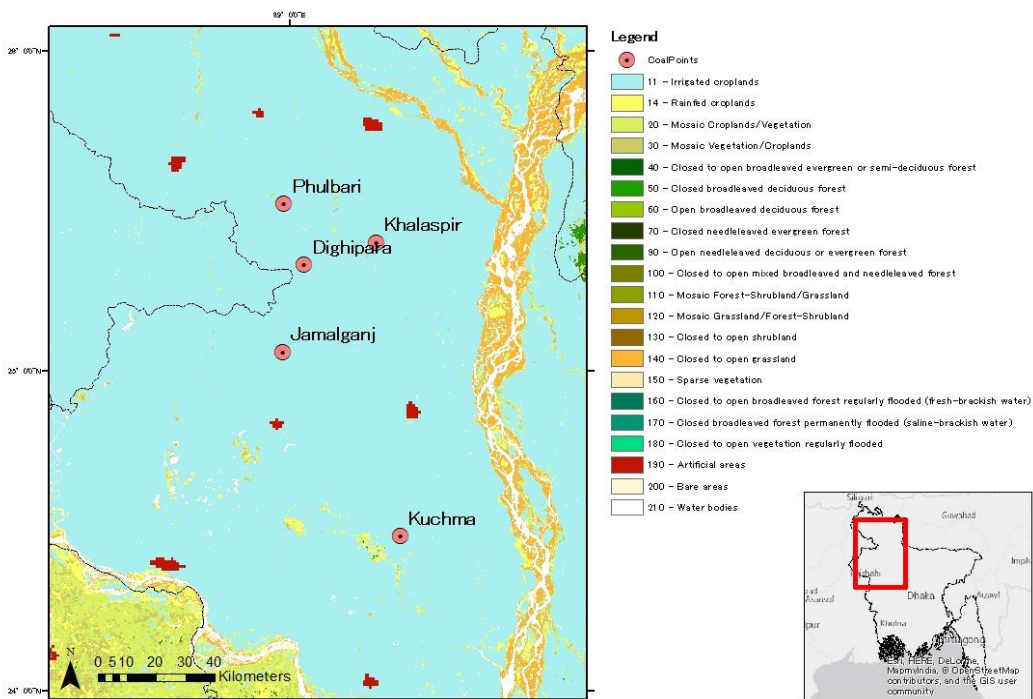 89° 0'0"E
26° 0'0"N
Phulbari
Khalaspir
Dighipara
Jamalganj
25° 0'0"N
Kuchma
N
0 5 10 20 30 40
Kilometers
24° 0'0"N
Legend
CoalPoints
11 - Irrigated croplands
14 - Rainfed croplands
20 - Mosaic Croplands/Vegetation
30 - Mosaic Vegetation/Croplands
40 - Closed to open broadleaved evergreen or semi-deciduous forest
50 - Closed broadleaved deciduous forest
60 - Open broadleaved deciduous forest
70 - Closed needleleaved evergreen forest
90 - Open needleleaved deciduous or evergreen forest
100 - Closed to open mixed broadleaved and needleleaved forest
110 - Mosaic Forest-Shrubland/Grassland
120 - Mosaic Grassland/Forest-Shrubland
130 - Closed to open shrubland
140 - Closed to open grassland
150 - Sparse vegetation
160 - Closed to open broadleaved forest regularly flooded (fresh-brackish water)
170 - Closed broadleaved forest permanently flooded (saline-brackish water)
180 - Closed to open vegetation regularly flooded
190 - Artificial areas
200 - Bare areas
210 - Water bodies
Siliguri
Guwahati
Imph
Rajshahi
Asansol
Dhaka
Aizawl
pur
Khulna
Chittagong
Esri, HERE, DeLorme,
MapmyIndia, © OpenStreetMap
contributors, and the GIS user
community